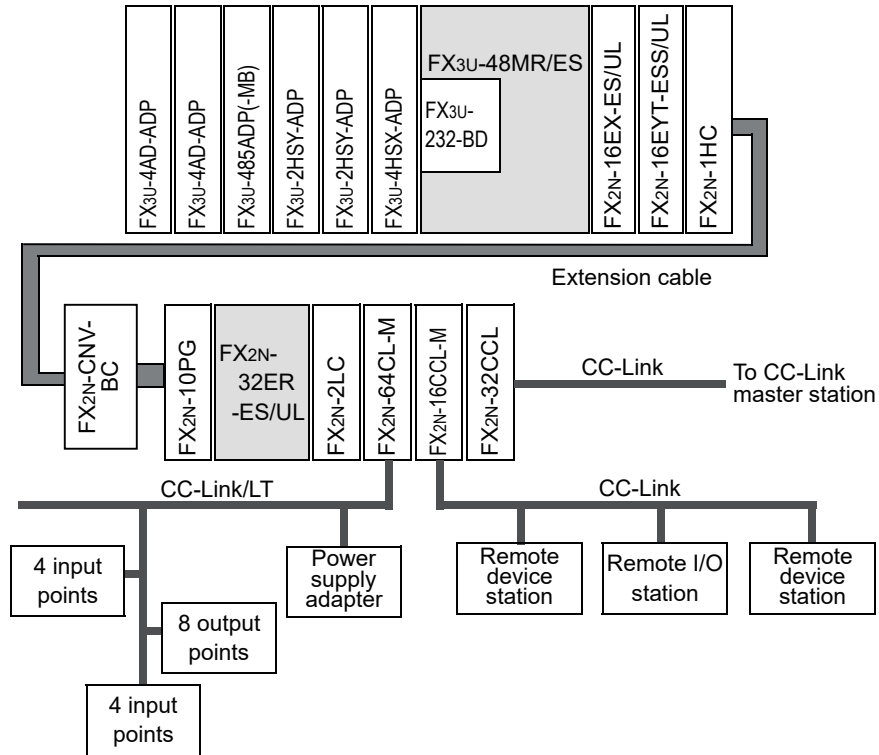 FX3U-4AD-ADP
FX3U-4AD-ADP
FX3U-485ADP(-MB)
FX3U-2HSY-ADP
FX3U-2HSY-ADP
FX3U-4HSX-ADP
FX3U-48MR/ES
FX3U-
232-BD
FX2N-16EX-ES/UL
FX2N-16EYT-ESS/UL
FX2N-1HC
Extension cable
FX2N-CNV-
BC
FX2N-10PG
FX2N-
32ER
-ES/UL
FX2N-2LC
FX2N-64CL-M
FX2N-16CCL-M
FX2N-32CCL
CC-Link
To CC-Link
master station
CC-Link/LT
CC-Link
4 input
points
8 output
points
4 input
points
Power
supply
adapter
Remote
device
station
Remote I/O
station
Remote
device
station